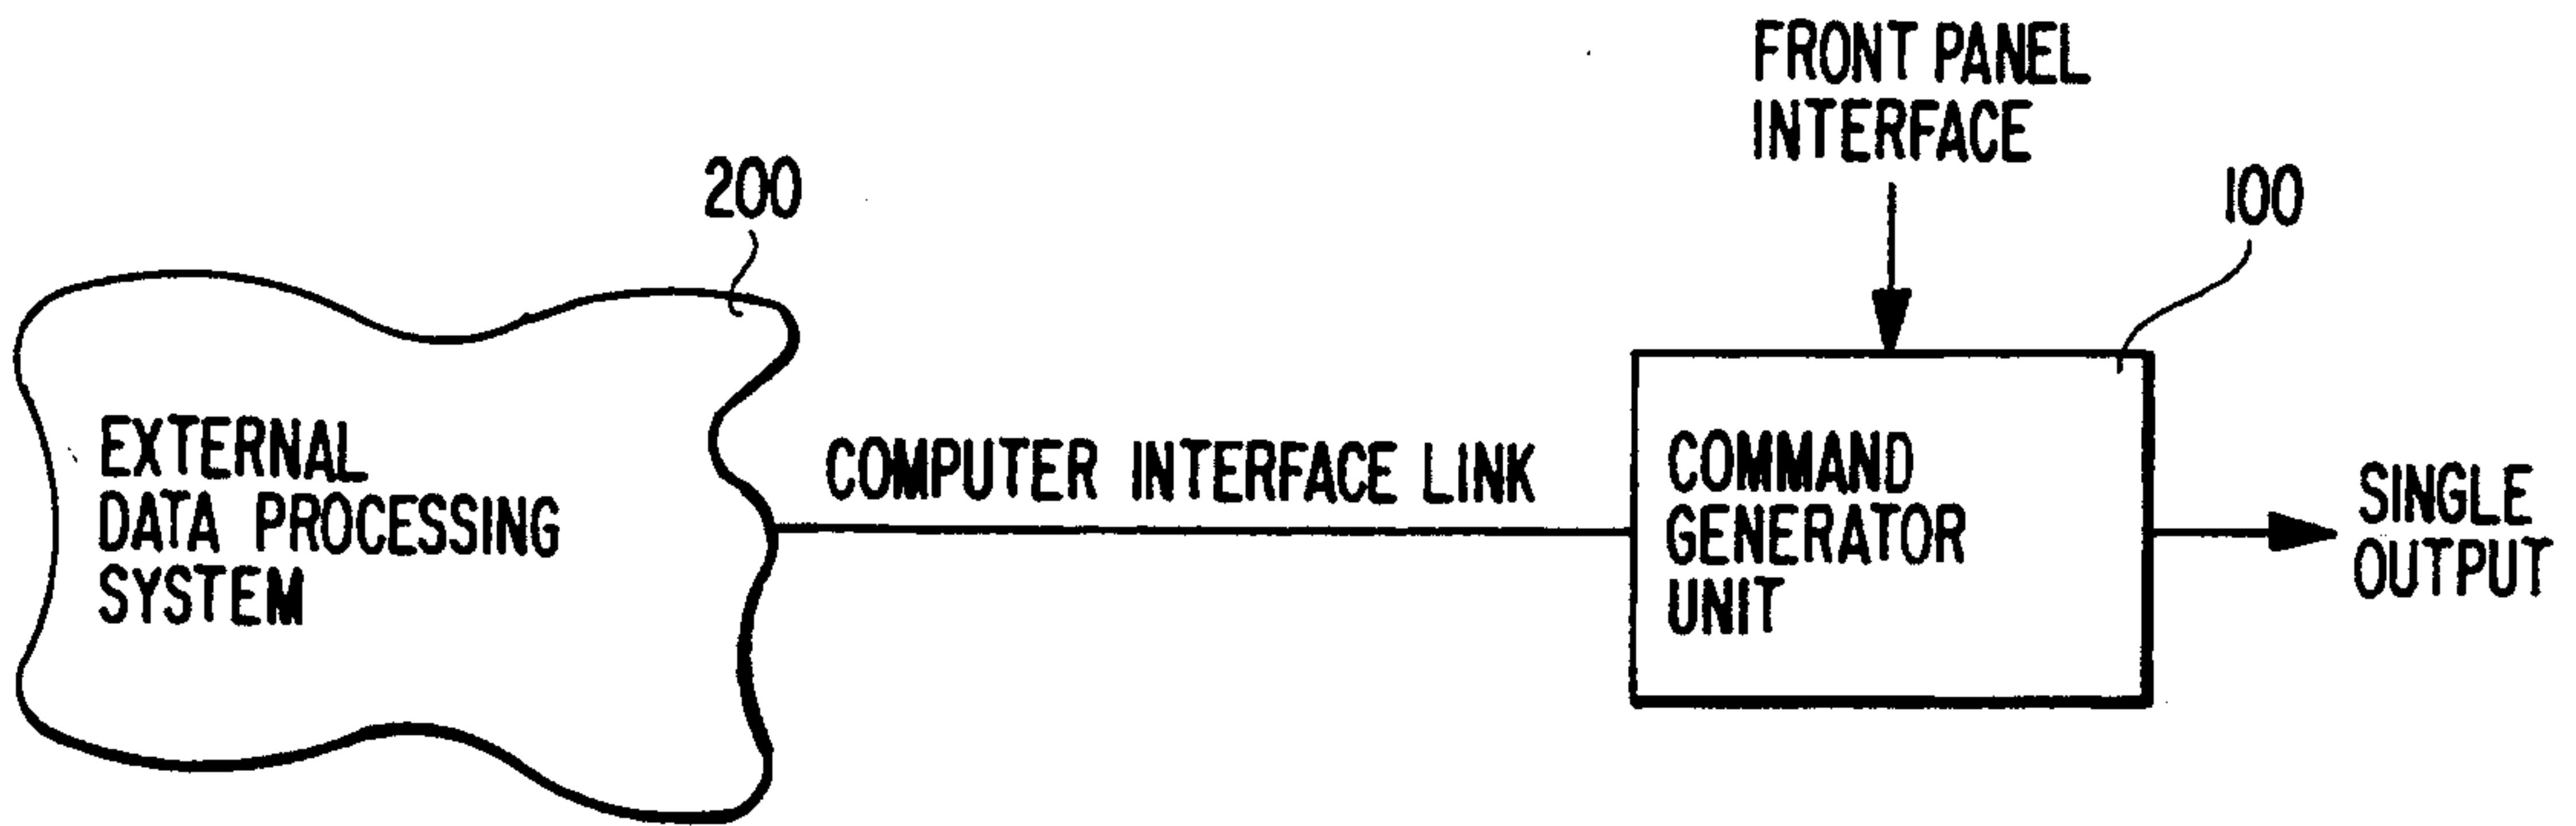 FRONT PANEL
INTERFACE
200
100
EXTERNAL
DATA PROCESSING
SYSTEM
COMPUTER INTERFACE LINK
COMMAND
GENERATOR
UNIT
SINGLE
OUTPUT